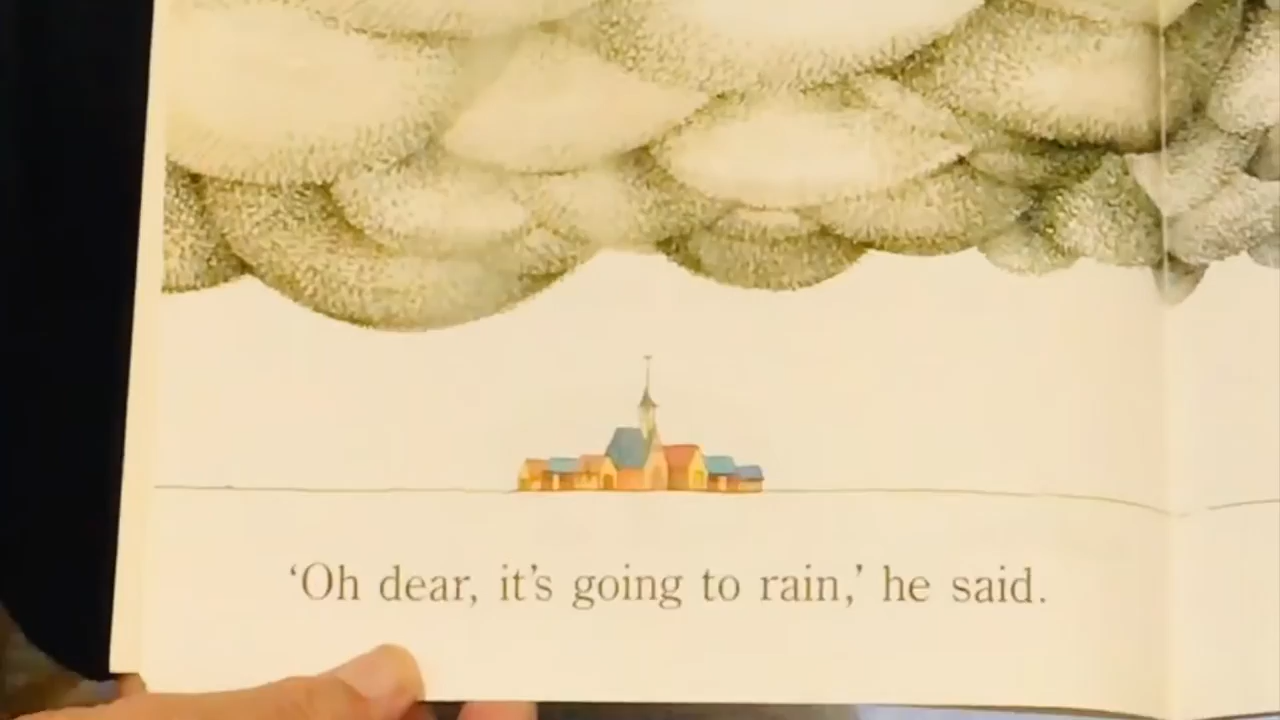 ‘Oh dear, it’s going to rain,’ he said.